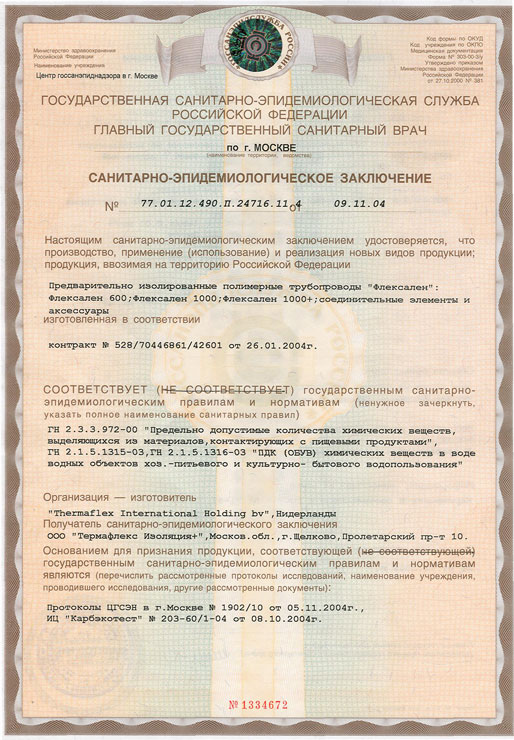 ГОССАНЭПИДСЛУЖБА РОССИИ
Министерство здравоохранения
Российской Федерации
Наименование учреждения
Центр госсанэпиднадзора в г. Москве
Код формы по ОКУД
Код учреждения по ОКПО
Медицинская документация
Форма № 303-00-3/у
Утверждено приказом
Министерства здравоохранения
Российской Федерации
от 27.10.2000 № 381
ГОСУДАРСТВЕННАЯ САНИТАРНО-ЭПИДЕМИОЛОГИЧЕСКАЯ СЛУЖБА
РОССИЙСКОЙ ФЕДЕРАЦИИ
ГЛАВНЫЙ ГОСУДАРСТВЕННЫЙ САНИТАРНЫЙ ВРАЧ
по г. МОСКВЕ
(наименование территории, ведомства)
САНИТАРНО-ЭПИДЕМИОЛОГИЧЕСКОЕ ЗАКЛЮЧЕНИЕ
№ 77.01.12.490.П.24716.11.4 от 09.11.04
Настоящим санитарно-эпидемиологическим заключением удостоверяется, что
производство, применение (использование) и реализация новых видов продукции;
продукция, ввозимая на территорию Российской Федерации
Предварительно изолированные полимерные трубопроводы "Флексален":
Флексален 600;Флексален 1000;Флексален 1000+;соединительные элементы и
аксессуары
изготовленная в соответствии
контракт № 528/70446861/42601 от 26.01.2004г.
СООТВЕТСТВУЕТ (НЕ СООТВЕТСТВУЕТ) государственным санитарно-
эпидемиологическим правилам и нормативам (ненужное зачеркнуть,
указать полное наименование санитарных правил)
ГН 2.3.3.972-00 "Предельно допустимые количества химических веществ,
выделяющихся из материалов,контактирующих с пищевыми продуктами",
ГН 2.1.5.1315-03,ГН 2.1.5.1316-03 "ПДК (ОБУВ) химических веществ в воде
водных объектов хоз.-питьевого и культурно- бытового водопользования"
Организация — изготовитель
"Thermaflex International Holding bv",Нидерланды
Получатель санитарно-эпидемиологического заключения
ООО "Термафлекс Изоляция+",Москов.обл.,г.Щелково,Пролетарский пр-т 10.
Основанием для признания продукции, соответствующей (не соответствующей)
государственным санитарно-эпидемиологическим правилам и нормативам
являются (перечислить рассмотренные протоколы исследований, наименование учреждения,
проводившего исследования, другие рассмотренные документы):
Протоколы ЦГСЭН в г.Москве № 1902/10 от 05.11.2004г.,
ИЦ "Карбэкотест" № 203-60/1-04 от 08.10.2004г.
№ 1334672